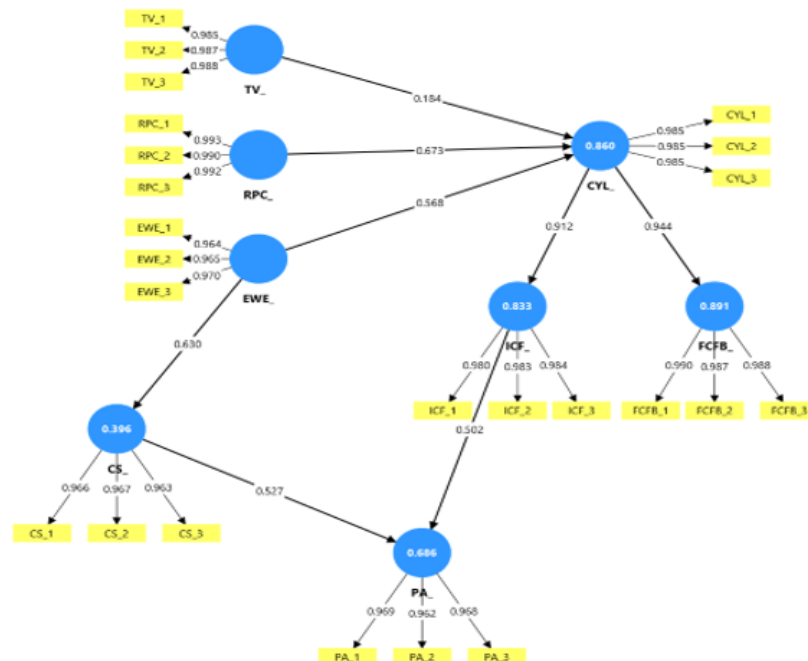 TV_1
0.985
TV_2
0.987
TV_3
0.988
TV_
0.184
RPC_1
0.993
RPC_2
0.990
RPC_3
0.992
RPC_
0.673
0.860
CYL_
0.985
CYL_1
0.985
CYL_2
0.985
CYL_3
EWE_1
0.964
EWE_2
0.965
EWE_3
0.970
EWE_
0.568
0.912
0.944
0.833
ICF_
0.891
FCFB_
0.630
0.980
0.983
0.984
0.990
0.987
0.988
ICF_1
ICF_2
ICF_3
FCFB_1
FCFB_2
FCFB_3
0.502
0.396
CS_
0.966
0.967
0.963
0.527
CS_1
CS_2
CS_3
0.686
PA_
0.969
0.962
0.968
PA_1
PA_2
PA_3